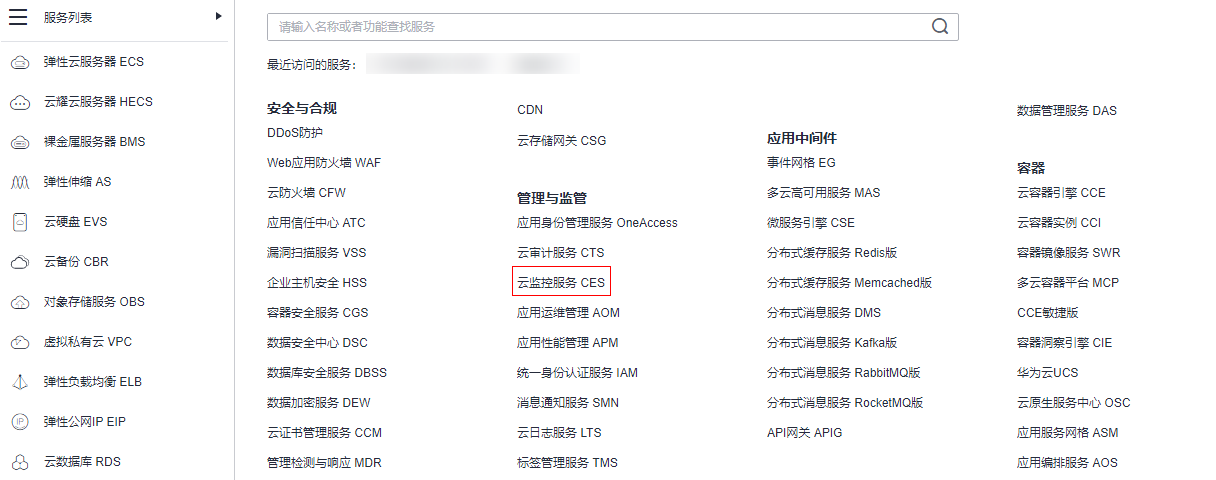 服务列表
弹性云服务器 ECS
云耀云服务器 HECS
裸金属服务器 BMS
弹性伸缩 AS
云硬盘 EVS
云备份 CBR
对象存储服务 OBS
虚拟私有云 VPC
弹性负载均衡 ELB
弹性公网IP EIP
云数据库 RDS
请输入名称或者功能查找服务
最近访问的服务：
安全与合规
DDoS防护
Web应用防火墙 WAF
云防火墙 CFW
应用信任中心 ATC
漏洞扫描服务 VSS
企业主机安全 HSS
容器安全服务 CGS
数据安全中心 DSC
数据库安全服务 DBSS
数据加密服务 DEW
云证书管理服务 CCM
管理检测与响应 MDR
CDN
云存储网关 CSG
管理与监管
应用身份管理服务 OneAccess
云审计服务 CTS
云监控服务 CES
应用运维管理 AOM
应用性能管理 APM
统一身份认证服务 IAM
消息通知服务 SMN
云日志服务 LTS
标签管理服务 TMS
应用中间件
事件网格 EG
多云高可用服务 MAS
微服务引擎 CSE
分布式缓存服务 Redis版
分布式缓存服务 Memcached版
分布式消息服务 DMS
分布式消息服务 Kafka版
分布式消息服务 RabbitMQ版
分布式消息服务 RocketMQ版
API网关 APIG
数据管理服务 DAS
容器
云容器引擎 CCE
云容器实例 CCI
容器镜像服务 SWR
多云容器平台 MCP
CCE敏捷版
容器洞察引擎 CIE
华为云UCS
云原生服务中心 OSC
应用服务网格 ASM
应用编排服务 AOS